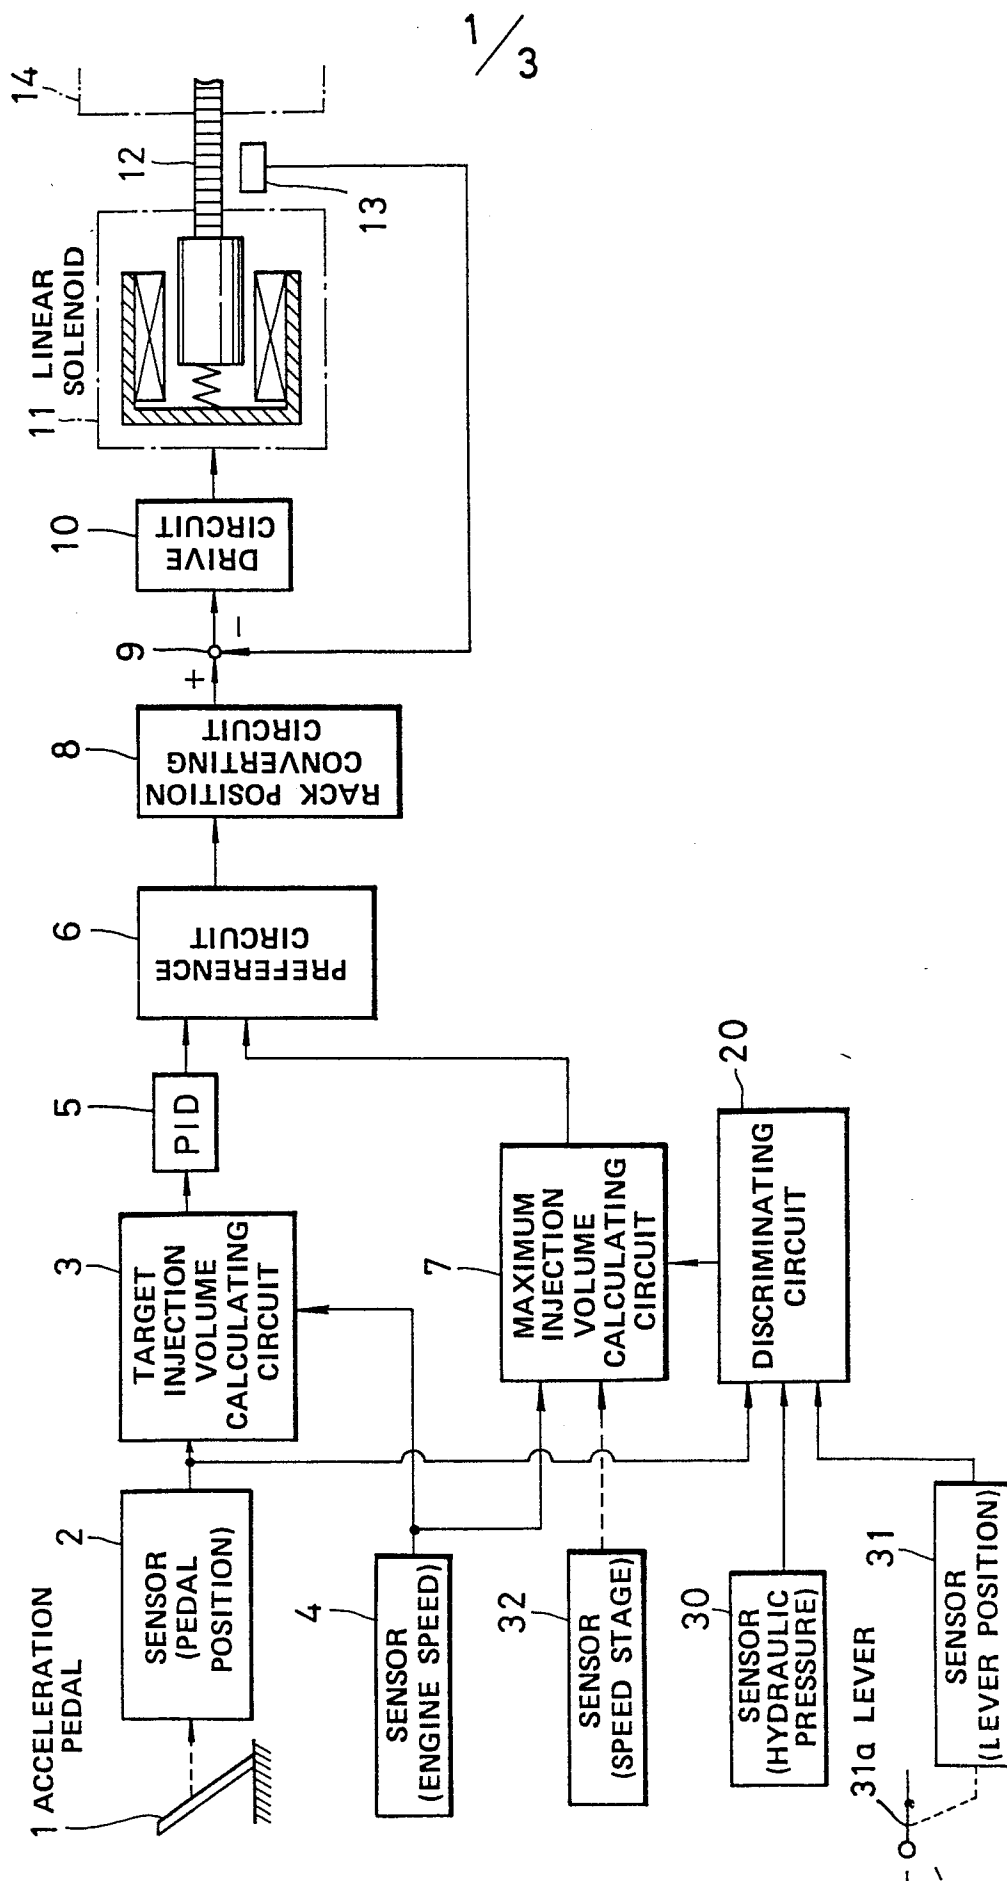 1/3
1 ACCELERATION
PEDAL
2
SENSOR
(PEDAL
POSITION)
3
TARGET
INJECTION
VOLUME
CALCULATING
CIRCUIT
4
SENSOR
(ENGINE SPEED)
5
PID
6
PREFERENCE
CIRCUIT
7
MAXIMUM
INJECTION
VOLUME
CALCULATING
CIRCUIT
8
RACK POSITION
CONVERTING
CIRCUIT
9
+
−
10
DRIVE
CIRCUIT
11 LINEAR
SOLENOID
12
13
14
20
DISCRIMINATING
CIRCUIT
32
SENSOR
(SPEED STAGE)
30
SENSOR
(HYDRAULIC
PRESSURE)
31
SENSOR
(LEVER POSITION)
31a LEVER